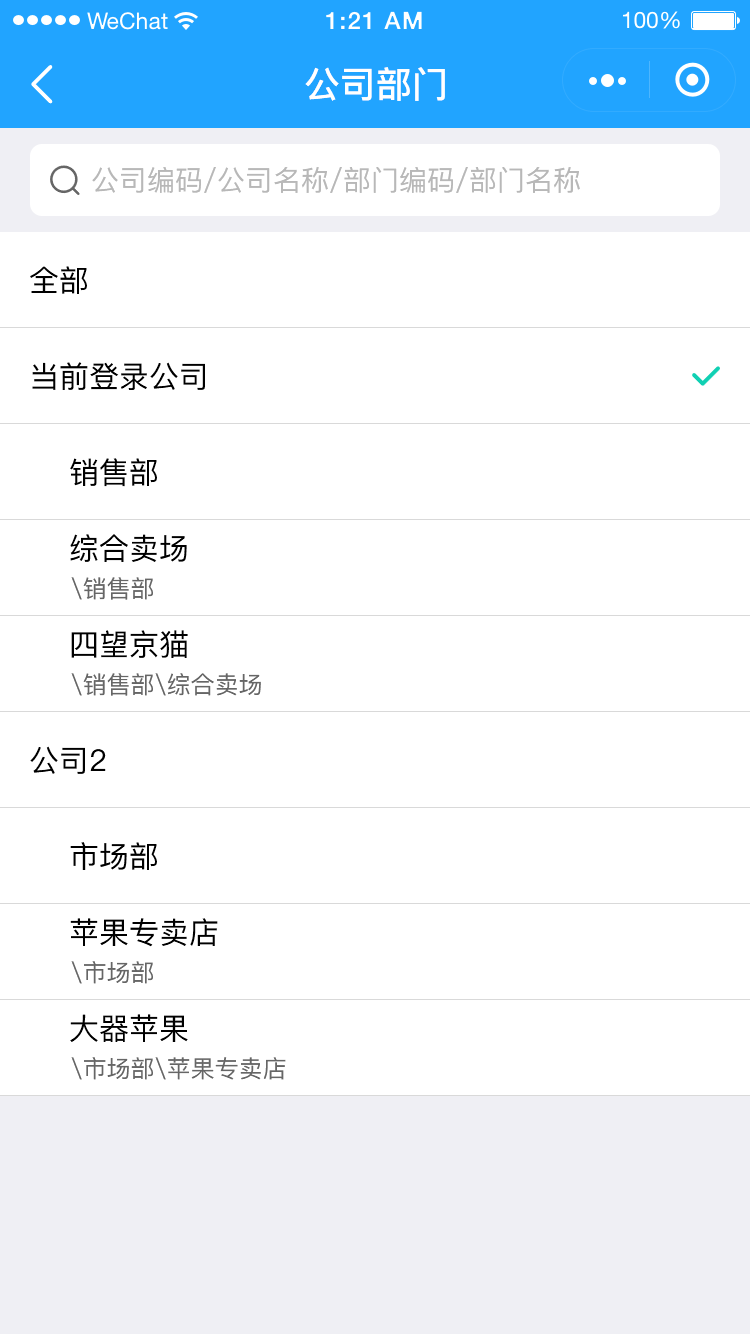 WeChat 1:21 AM 100%
公司部门
公司编码/公司名称/部门编码/部门名称
全部
当前登录公司
销售部
综合卖场
\销售部
四望京猫
\销售部\综合卖场
公司2
市场部
苹果专卖店
\市场部
大器苹果
\市场部\苹果专卖店